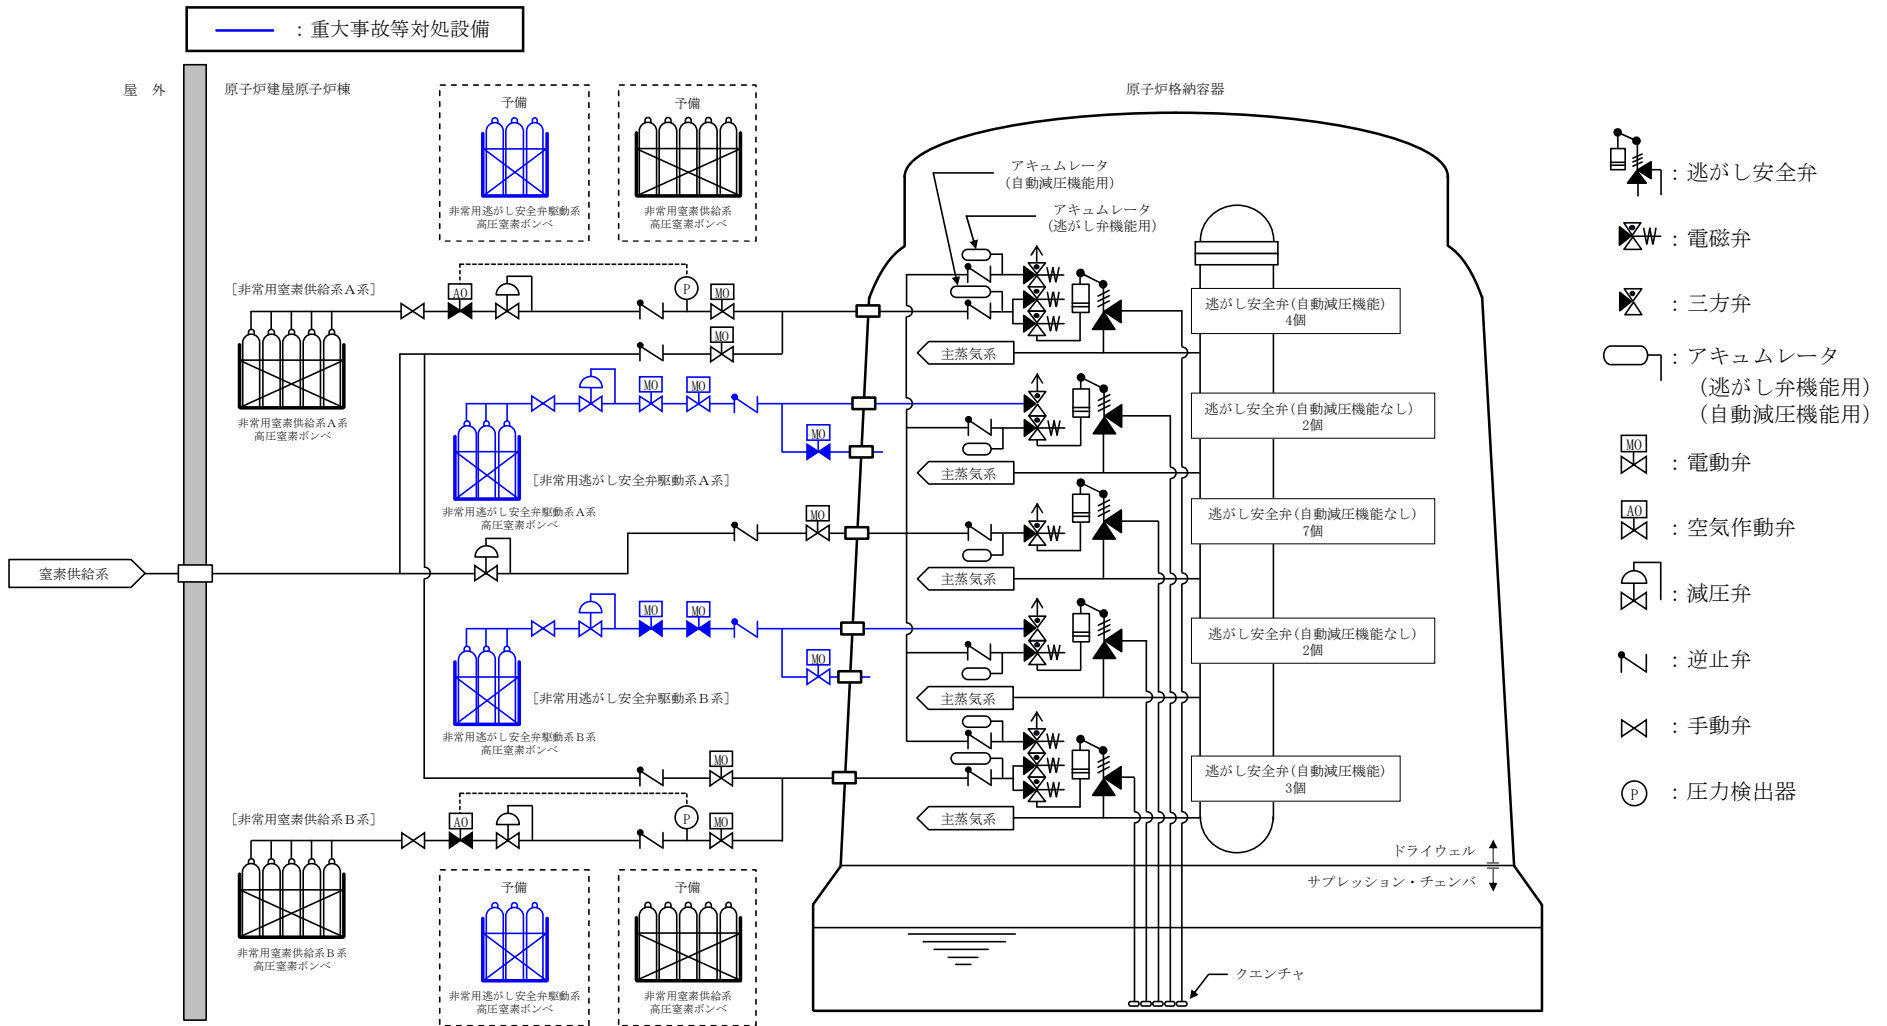 ：重大事故等対処設備
屋　外
原子炉建屋原子炉棟
予備
非常用逃がし安全弁駆動系
高圧窒素ボンベ
予備
非常用窒素供給系
高圧窒素ボンベ
原子炉格納容器
アキュムレータ
(自動減圧機能用)
アキュムレータ
(逃がし弁機能用)
［非常用窒素供給系Ａ系］
AO
P
MO
MO
非常用窒素供給系Ａ系
高圧窒素ボンベ
逃がし安全弁(自動減圧機能)
4個
主蒸気系
MO
MO
MO
［非常用逃がし安全弁駆動系Ａ系］
非常用逃がし安全弁駆動系Ａ系
高圧窒素ボンベ
逃がし安全弁(自動減圧機能なし)
2個
主蒸気系
MO
窒素供給系
逃がし安全弁(自動減圧機能なし)
7個
主蒸気系
MO
MO
MO
［非常用逃がし安全弁駆動系Ｂ系］
非常用逃がし安全弁駆動系Ｂ系
高圧窒素ボンベ
逃がし安全弁(自動減圧機能なし)
2個
主蒸気系
MO
［非常用窒素供給系Ｂ系］
AO
P
MO
非常用窒素供給系Ｂ系
高圧窒素ボンベ
逃がし安全弁(自動減圧機能)
3個
主蒸気系
予備
非常用逃がし安全弁駆動系
高圧窒素ボンベ
予備
非常用窒素供給系
高圧窒素ボンベ
ドライウェル
サプレッション・チェンバ
クエンチャ
：逃がし安全弁
：電磁弁
：三方弁
：アキュムレータ
（逃がし弁機能用）
（自動減圧機能用）
MO
：電動弁
AO
：空気作動弁
：減圧弁
：逆止弁
：手動弁
P
：圧力検出器